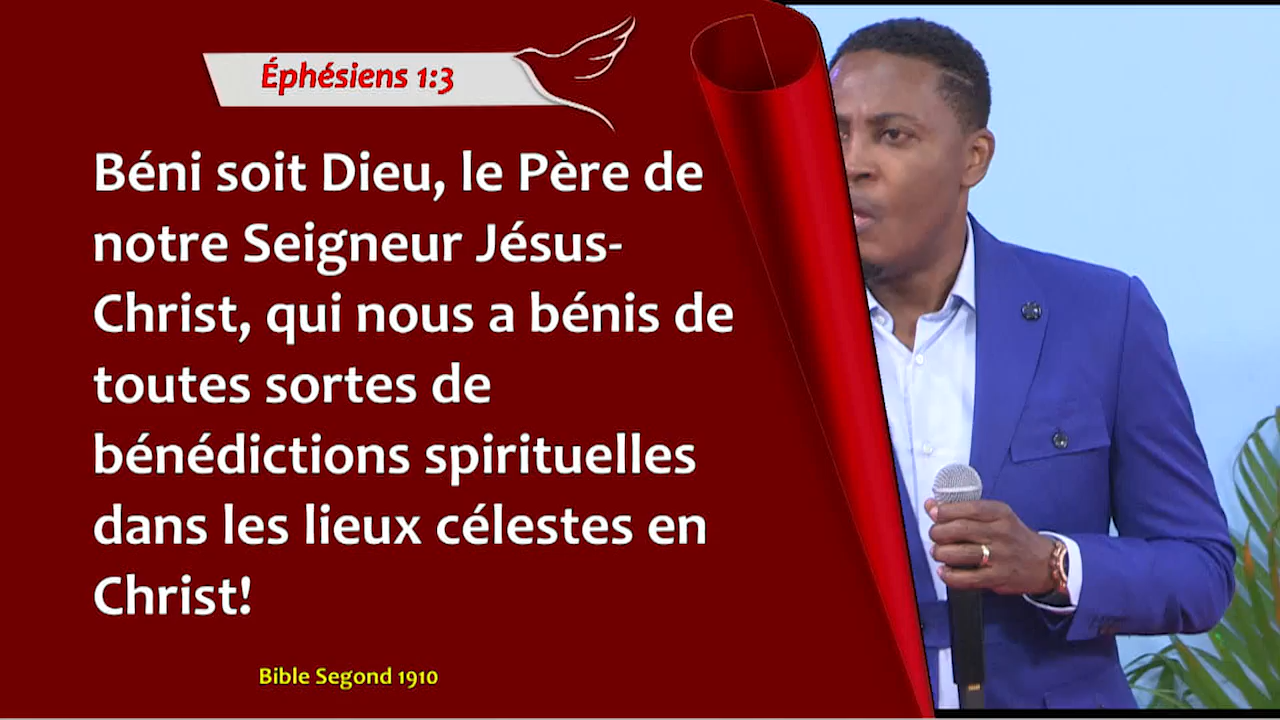 Éphésiens 1:3
Béni soit Dieu, le Père de
notre Seigneur Jésus-
Christ, qui nous a bénis de
toutes sortes de
bénédictions spirituelles
dans les lieux célestes en
Christ!
Bible Segond 1910